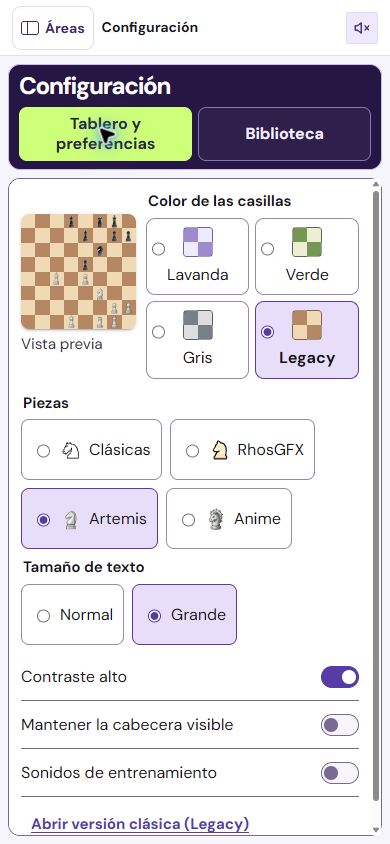 Áreas
Configuración
Configuración
Tablero y
preferencias
Biblioteca
Color de las casillas
Lavanda
Verde
Vista previa
Gris
Legacy
Piezas
Clásicas
RhosGFX
Artemis
Anime
Tamaño de texto
Normal
Grande
Contraste alto
Mantener la cabecera visible
Sonidos de entrenamiento
Abrir versión clásica (Legacy)